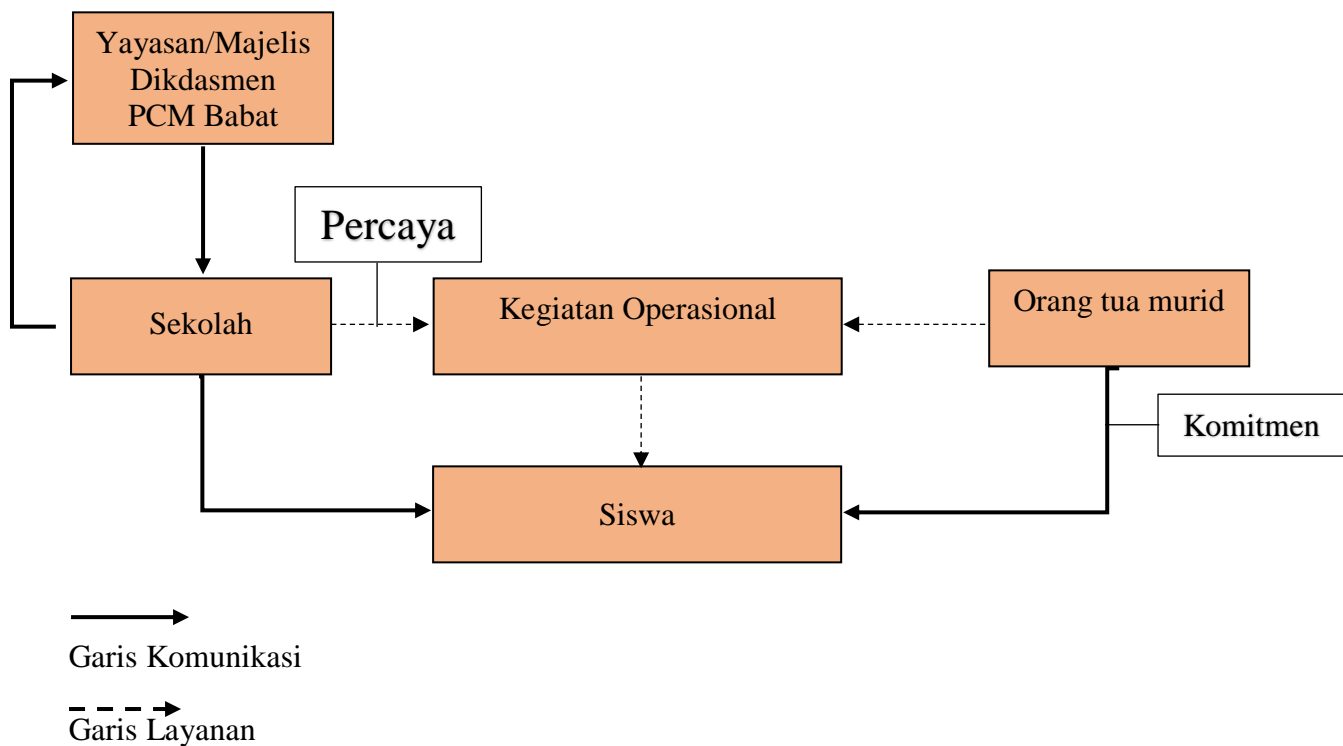 Yayasan/Majelis
Dikdasmen
PCM Babat
Percaya
Sekolah
Kegiatan Operasional
Orang tua murid
Komitmen
Siswa
Garis Komunikasi
Garis Layanan